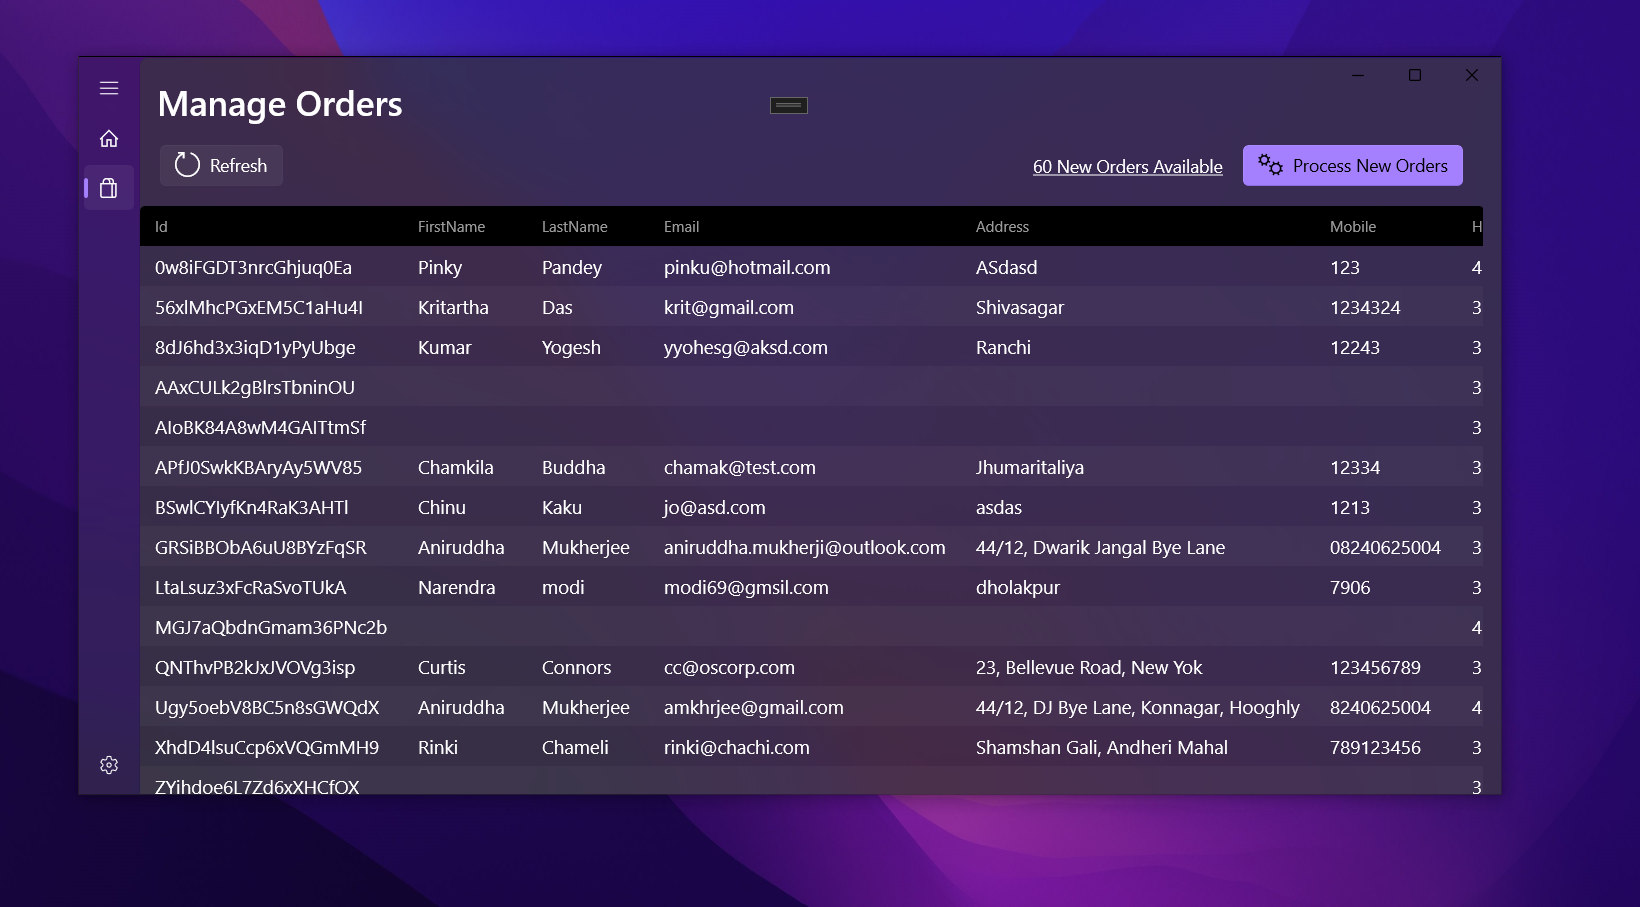 Manage Orders
Refresh 60 New Orders Available Process New Orders
Id FirstName LastName Email Address Mobile H
0w8iFGDT3nrcGhjuq0Ea Pinky Pandey pinku@hotmail.com ASdasd 123 4
56xlMhcPGxEM5C1aHu4I Kritartha Das krit@gmail.com Shivasagar 1234324 3
8dJ6hd3x3iqD1yPyUbge Kumar Yogesh yyohesg@aksd.com Ranchi 12243 3
AAxCULk2gBlrsTbninOU 3
AIoBK84A8wM4GAITtmSf 3
APfJ0SwkKBAryAy5WV85 Chamkila Buddha chamak@test.com Jhumaritaliya 12334 3
BSwlCYIyfKn4RaK3AHTl Chinu Kaku jo@asd.com asdas 1213 3
GRSiBBObA6uU8BYzFqSR Aniruddha Mukherjee aniruddha.mukherji@outlook.com 44/12, Dwarik Jangal Bye Lane 08240625004 3
LtaLsuz3xFcRaSvoTUkA Narendra modi modi69@gmsil.com dholakpur 7906 3
MGJ7aQbdnGmam36PNc2b 4
QNThvPB2kJxJVOVg3isp Curtis Connors cc@oscorp.com 23, Bellevue Road, New Yok 123456789 3
Ugy5oebV8BC5n8sGWQdX Aniruddha Mukherjee amkhrjee@gmail.com 44/12, DJ Bye Lane, Konnagar, Hooghly 8240625004 4
XhdD4lsuCcp6xVQGmMH9 Rinki Chameli rinki@chachi.com Shamshan Gali, Andheri Mahal 789123456 3
ZYihdoe6L7Zd6xXHCfOX 3